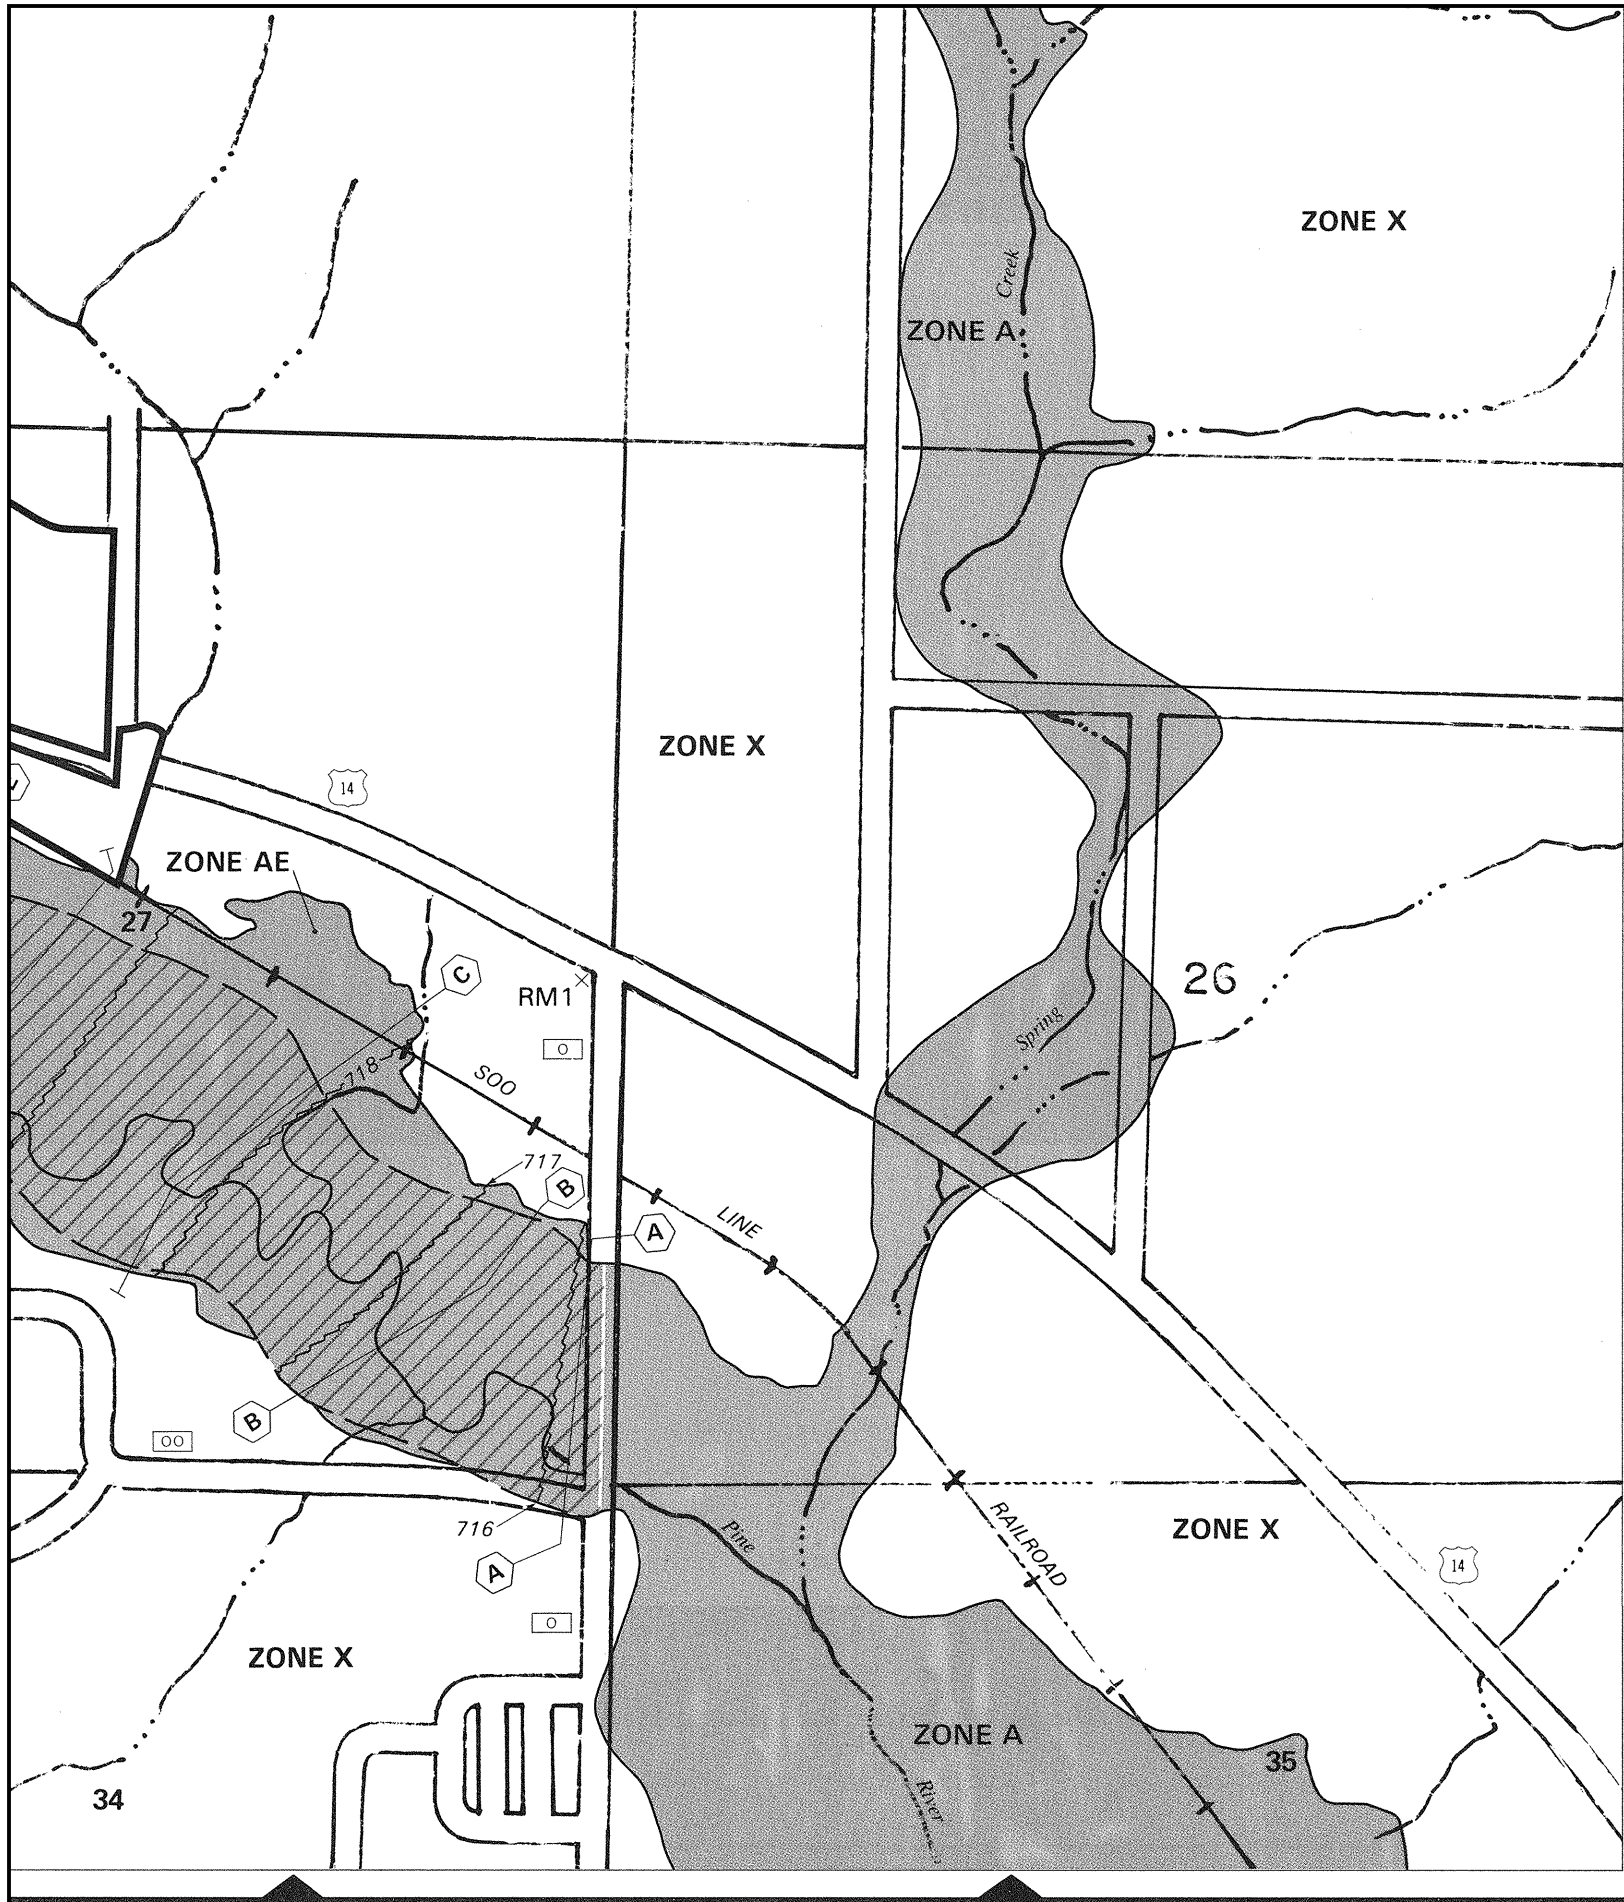 ZONE X
Creek
ZONE A
ZONE X
14
ZONE AE
27
C
RM1
26
O
Spring
718
SOO
717
B
A
LINE
B
OO
716
Pine
RAILROAD
ZONE X
14
A
O
ZONE X
ZONE A
35
River
34